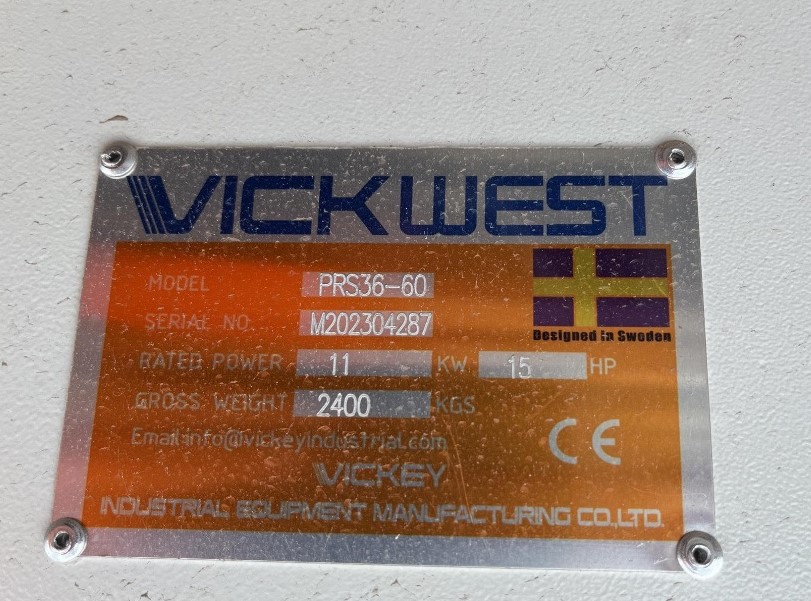 VICKWEST
MODEL PRS36-60
SERIAL NO. M202304287
Designed in Sweden
RATED POWER 11 KW 15 HP
GROSS WEIGHT 2400 KGS
Email:info@vickeyindustrial.com
CE
VICKEY
INDUSTRIAL EQUIPMENT MANUFACTURING CO.,LTD.